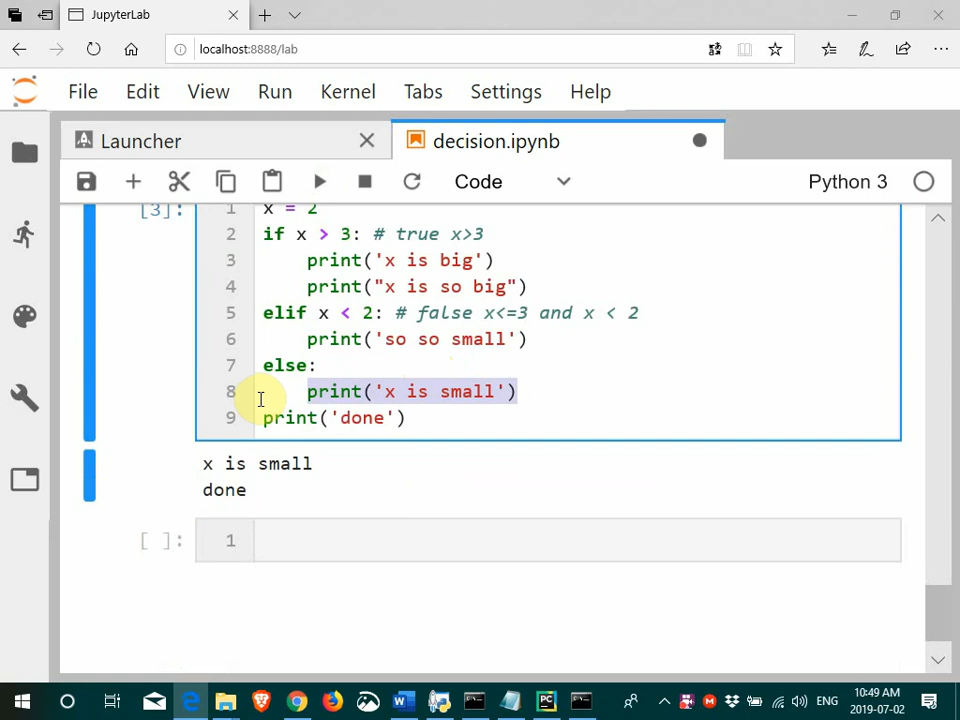 JupyterLab
localhost:8888/lab
File Edit View Run Kernel Tabs Settings Help
Launcher
decision.ipynb
Code
Python 3
[3]:
1 x = 2
2 if x > 3: # true x>3
3 print('x is big')
4 print("x is so big")
5 elif x < 2: # false x<=3 and x < 2
6 print('so so small')
7 else:
8 print('x is small')
9 print('done')
x is small
done
[ ]: 1
ENG
10:49 AM
2019-07-02